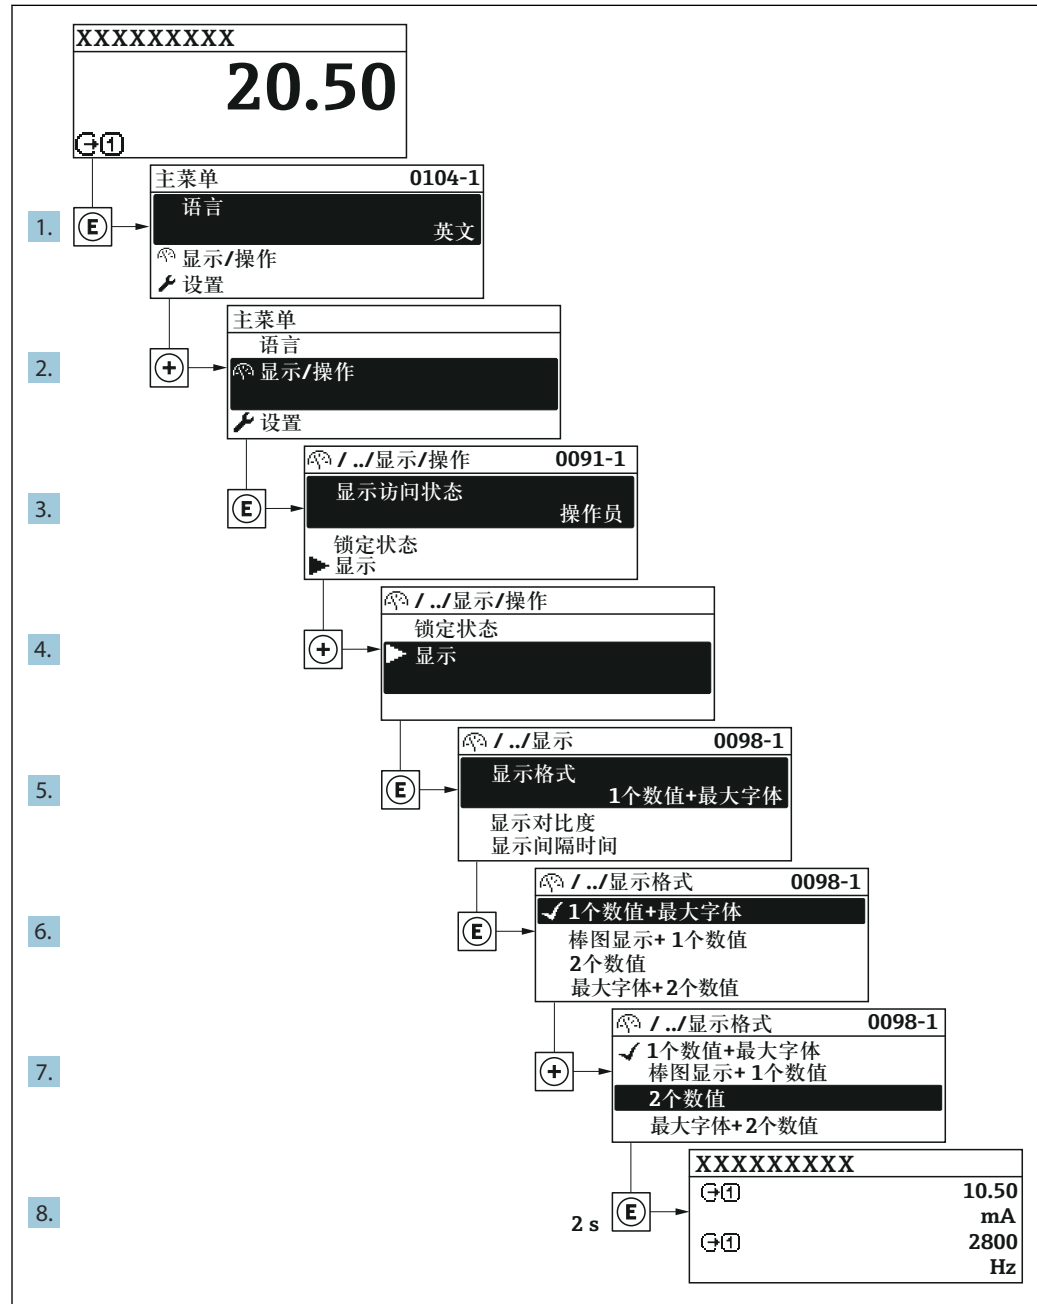 XXXXXXXXX
20.50
1
主菜单 0104-1
1. E 语言
英文
显示/操作
设置
主菜单
语言
2. + 显示/操作
设置
/ ../显示/操作 0091-1
3. E 显示访问状态
操作员
锁定状态
显示
/ ../显示/操作
锁定状态
4. + 显示
/ ../显示 0098-1
5. E 显示格式
1个数值+最大字体
显示对比度
显示间隔时间
/ ../显示格式 0098-1
6. E 1个数值+最大字体
棒图显示+ 1个数值
2个数值
最大字体+2个数值
/ ../显示格式 0098-1
7. + 1个数值+最大字体
棒图显示+ 1个数值
2个数值
最大字体+2个数值
XXXXXXXXX
8. 2 s E 1 10.50
mA
1 2800
Hz